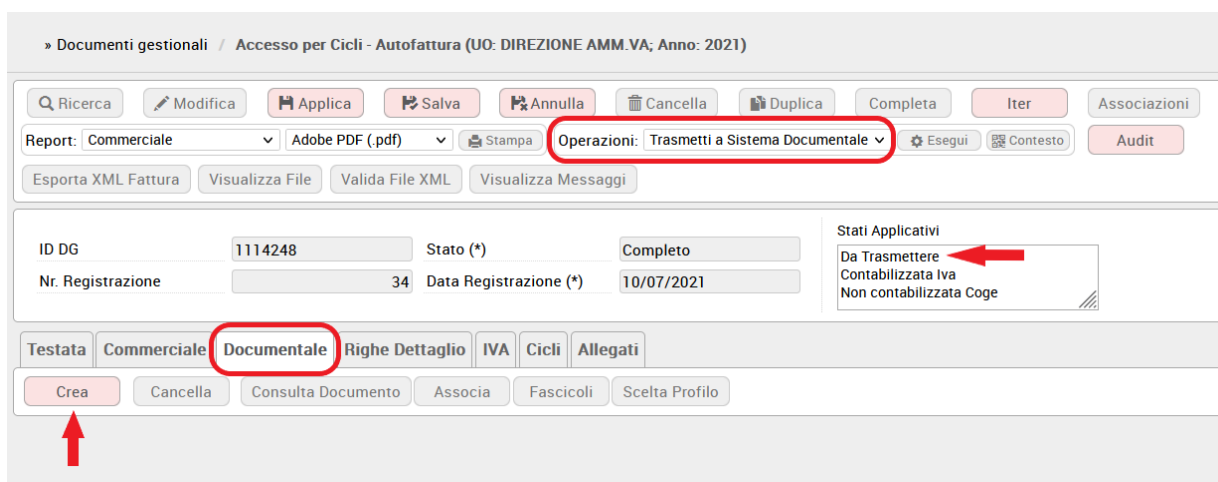 » Documenti gestionali / Accesso per Cicli - Autofattura (UO: DIREZIONE AMM.VA; Anno: 2021)
Ricerca Modifica Applica Salva Annulla Cancella Duplica Completa Iter Associazioni
Report: Commerciale Adobe PDF (.pdf) Stampa Operazioni: Trasmetti a Sistema Documentale Esegui Contesto Audit
Esporta XML Fattura Visualizza File Valida File XML Visualizza Messaggi
Stati Applicativi
ID DG 1114248 Stato (*) Completo Da Trasmettere
Contabilizzata Iva
Nr. Registrazione 34 Data Registrazione (*) 10/07/2021 Non contabilizzata Coge
Testata Commerciale Documentale Righe Dettaglio IVA Cicli Allegati
Crea Cancella Consulta Documento Associa Fascicoli Scelta Profilo